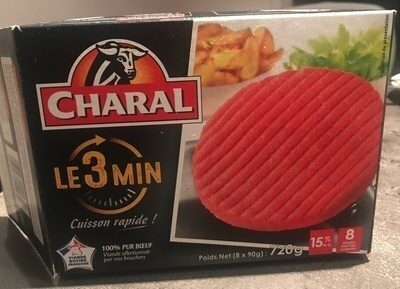 CHARAL
LE 3 MIN
Cuisson rapide !
100% PUR BŒUF
Viande sélectionnée
par nos bouchers
Poids Net (8 x 90g) : 720g
15%
8